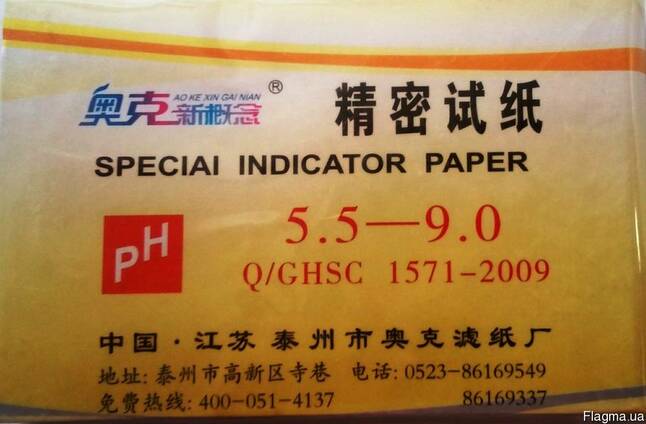 奥克新概念 AO KE XIN GAI NIAN ®
精密试纸
SPECIAI INDICATOR PAPER
pH
5.5—9.0
Q/GHSC 1571-2009
中国·江苏 泰州市奥克滤纸厂
地址: 泰州市高新区寺巷 电话: 0523-86169549
免费热线: 400-051-4137 86169337
Flagma.ua